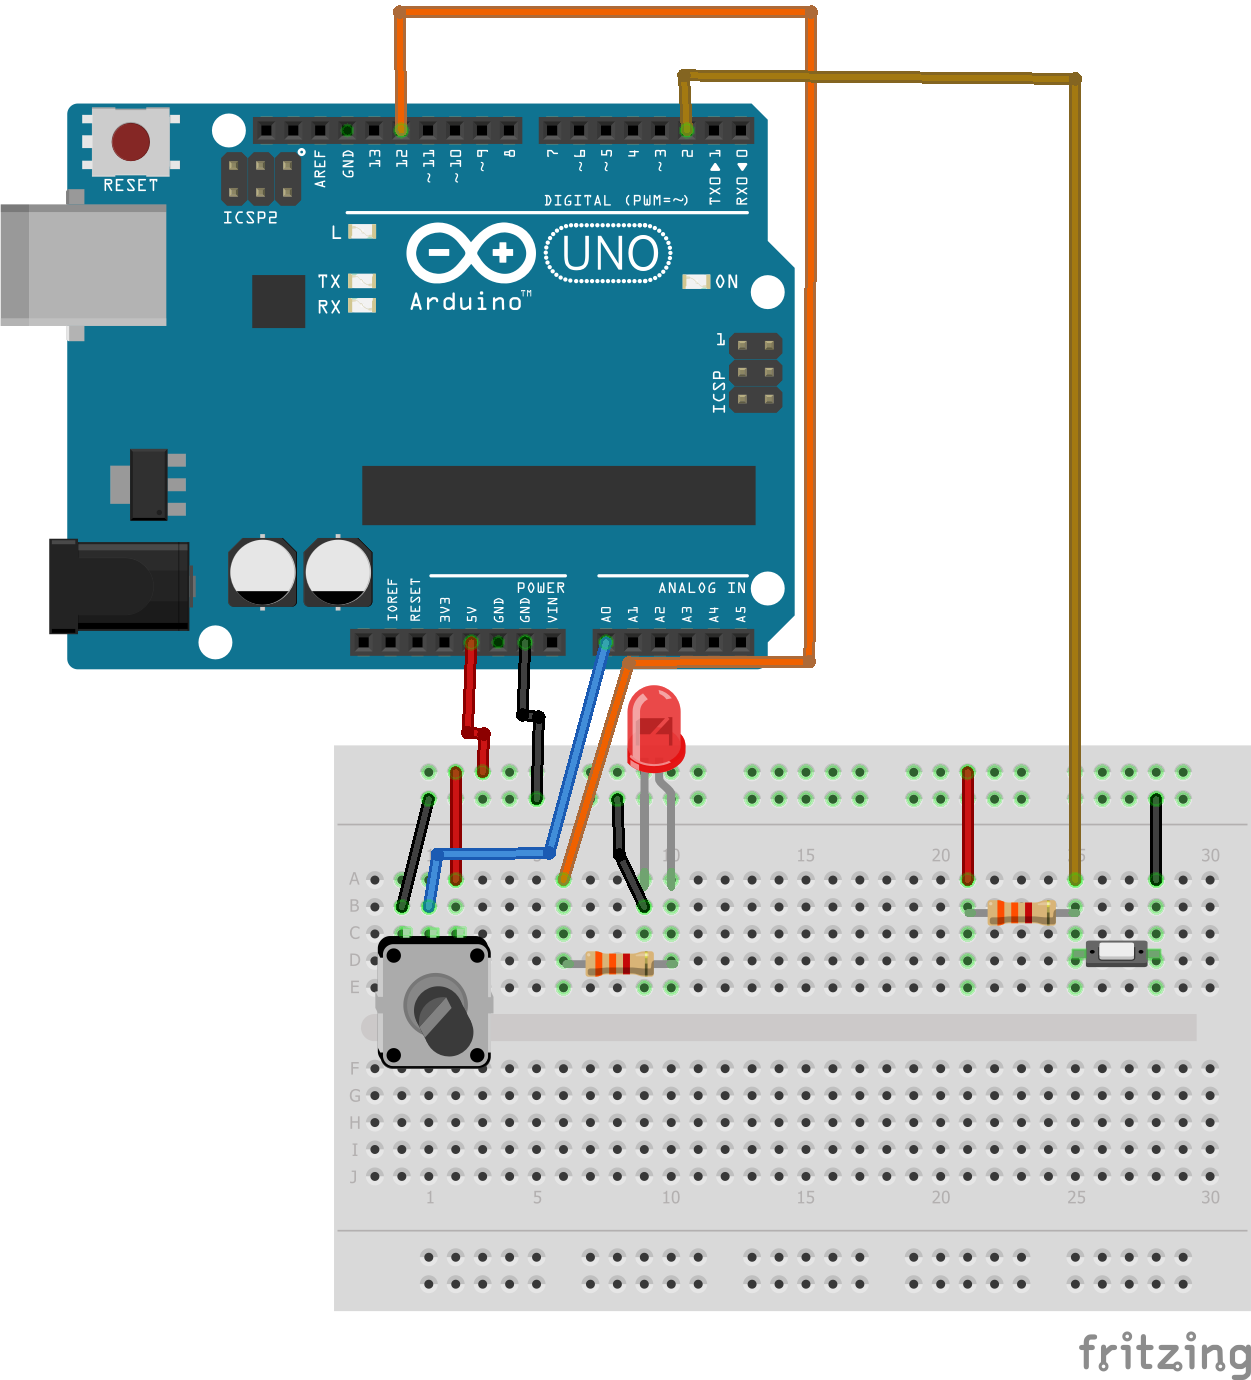 RESET
ICSP2
AREF
GND
13
12
~11
~10
~9
8
7
~6
~5
4
~3
2
TX0▶1
RX0◀0
DIGITAL (PWM=~)
L
TX
RX
UNO
Arduino™
ON
1
ICSP
IOREF
RESET
3V3
5V
GND
GND
VIN
POWER
A0
A1
A2
A3
A4
A5
ANALOG IN
10 15 20 25 30
A
B
C
D
E
F
G
H
I
J
1 5 10 15 20 25 30
fritzing